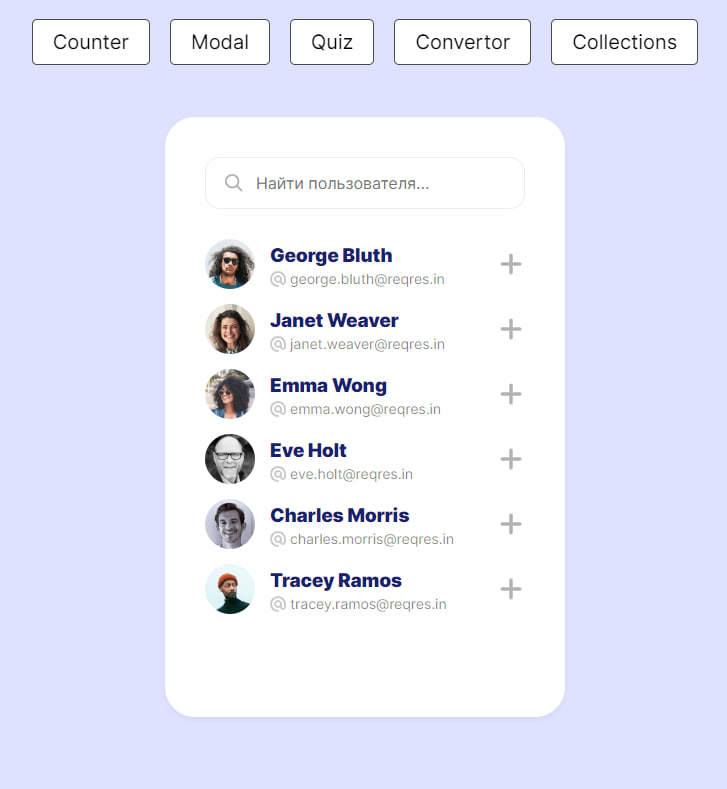 Counter Modal Quiz Convertor Collections
Найти пользователя...
George Bluth
george.bluth@reqres.in
Janet Weaver
janet.weaver@reqres.in
Emma Wong
emma.wong@reqres.in
Eve Holt
eve.holt@reqres.in
Charles Morris
charles.morris@reqres.in
Tracey Ramos
tracey.ramos@reqres.in